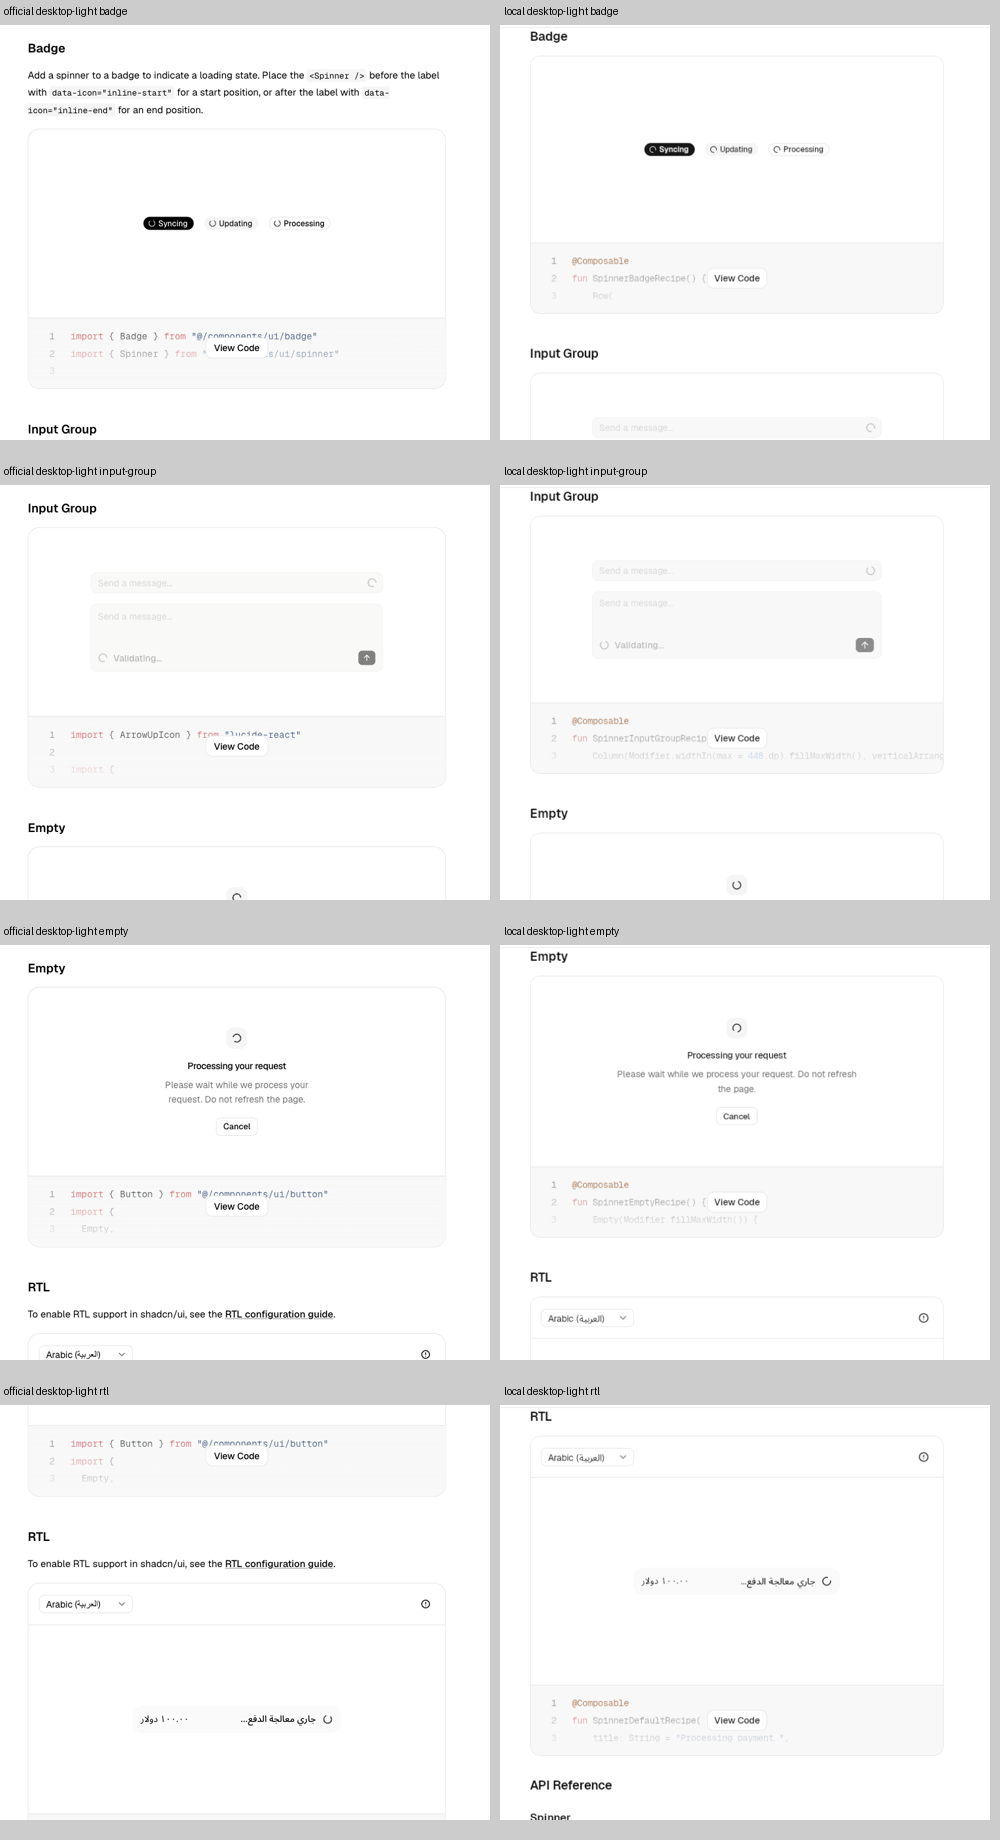 official desktop-light badge
Badge
Add a spinner to a badge to indicate a loading state. Place the <Spinner /> before the label
with data-icon="inline-start" for a start position, or after the label with data-
icon="inline-end" for an end position.
Syncing Updating Processing
1 import { Badge } from "@/components/ui/badge"
2 import { Spinner } from "s/ui/spinner"
3
View Code
Input Group
local desktop-light badge
Badge
Syncing Updating Processing
1 @Composable
2 fun SpinnerBadgeRecipe() {
3 Row(
View Code
Input Group
Send a message...
official desktop-light input-group
Input Group
Send a message...
Send a message...
Validating...
1 import { ArrowUpIcon } from "lucide-react"
2
3 import {
View Code
Empty
local desktop-light input-group
Input Group
Send a message...
Send a message...
Validating...
1 @Composable
2 fun SpinnerInputGroupRecip
3 Column(Modifier.widthIn(max = 448.dp).fillMaxWidth(), verticalArrang
View Code
Empty
official desktop-light empty
Empty
Processing your request
Please wait while we process your
request. Do not refresh the page.
Cancel
1 import { Button } from "@/components/ui/button"
2 import {
3 Empty,
View Code
RTL
To enable RTL support in shadcn/ui, see the RTL configuration guide.
Arabic (العربية)
local desktop-light empty
Empty
Processing your request
Please wait while we process your request. Do not refresh
the page.
Cancel
1 @Composable
2 fun SpinnerEmptyRecipe() {
3 Empty(Modifier.fillMaxWidth()) {
View Code
RTL
Arabic (العربية)
official desktop-light rtl
1 import { Button } from "@/components/ui/button"
2 import {
3 Empty,
View Code
RTL
To enable RTL support in shadcn/ui, see the RTL configuration guide.
Arabic (العربية)
جاري معالجة الدفع... ١٠٠.٠٠ دولار
local desktop-light rtl
RTL
Arabic (العربية)
جاري معالجة الدفع... ١٠٠.٠٠ دولار
1 @Composable
2 fun SpinnerDefaultRecipe(
3 title: String = "Processing payment…",
View Code
API Reference
Spinner